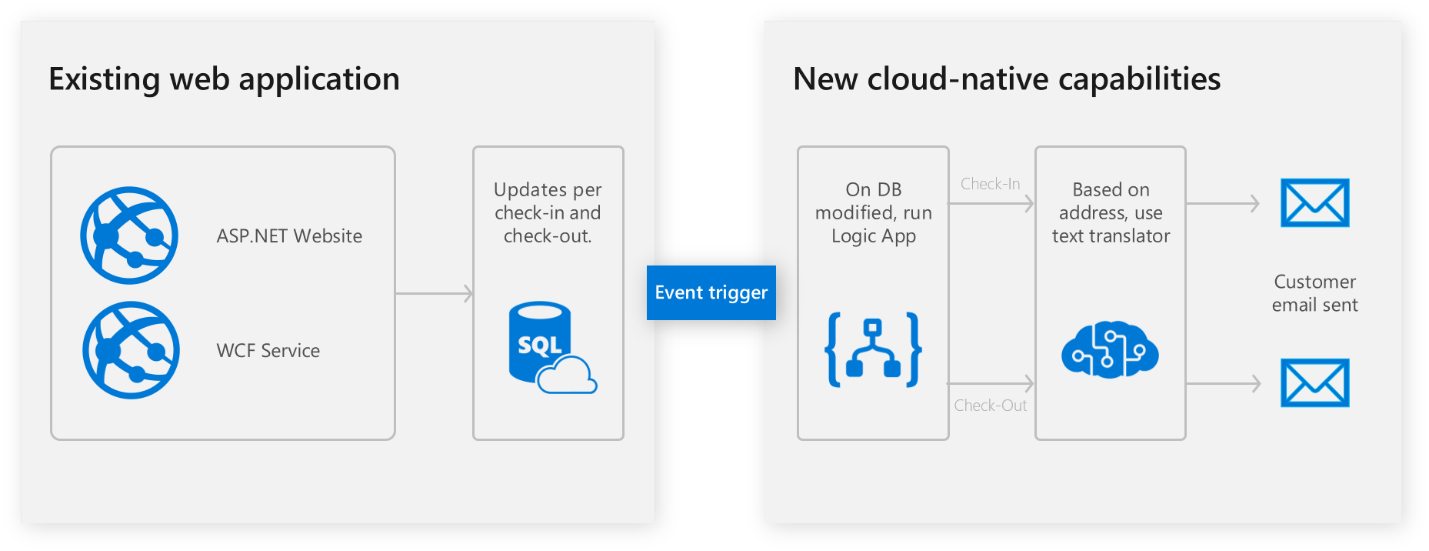 Existing web application
ASP.NET Website
WCF Service
Updates per
check-in and
check-out.
SQL
Event trigger
New cloud-native capabilities
On DB
modified, run
Logic App
Check-In
Check-Out
Based on
address, use
text translator
Customer
email sent